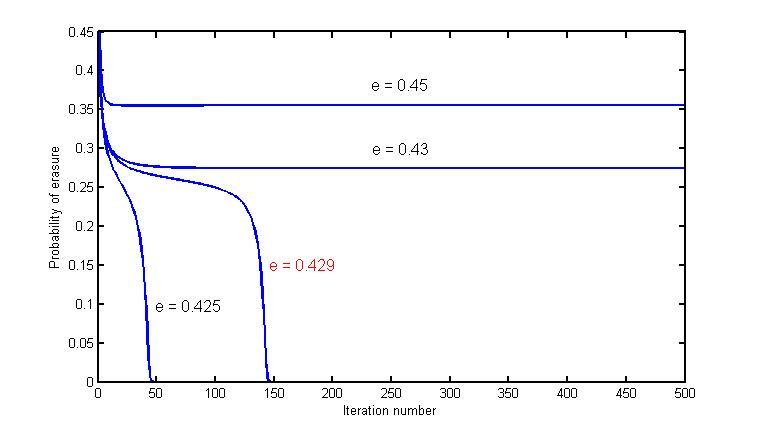 0.45
0.4
0.35
0.3
0.25
0.2
0.15
0.1
0.05
0
Probability of erasure
e = 0.45
e = 0.43
e = 0.429
e = 0.425
0 50 100 150 200 250 300 350 400 450 500
Iteration number